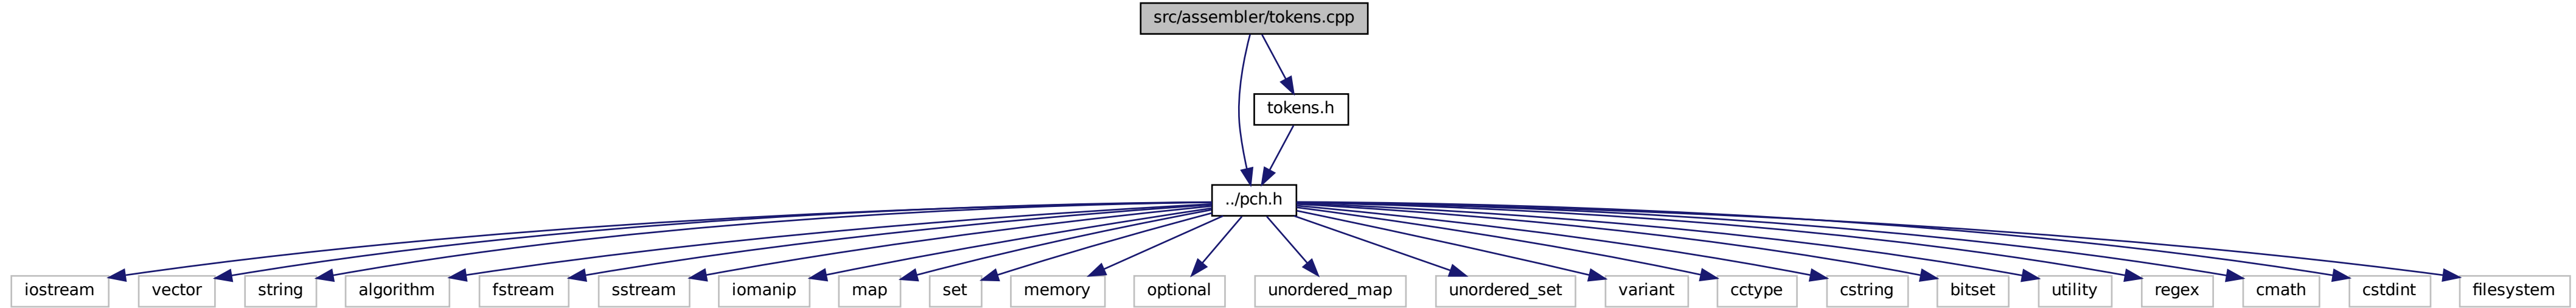 src/assembler/tokens.cpp
tokens.h
../pch.h
iostream
vector
string
algorithm
fstream
sstream
iomanip
map
set
memory
optional
unordered_map
unordered_set
variant
cctype
cstring
bitset
utility
regex
cmath
cstdint
filesystem